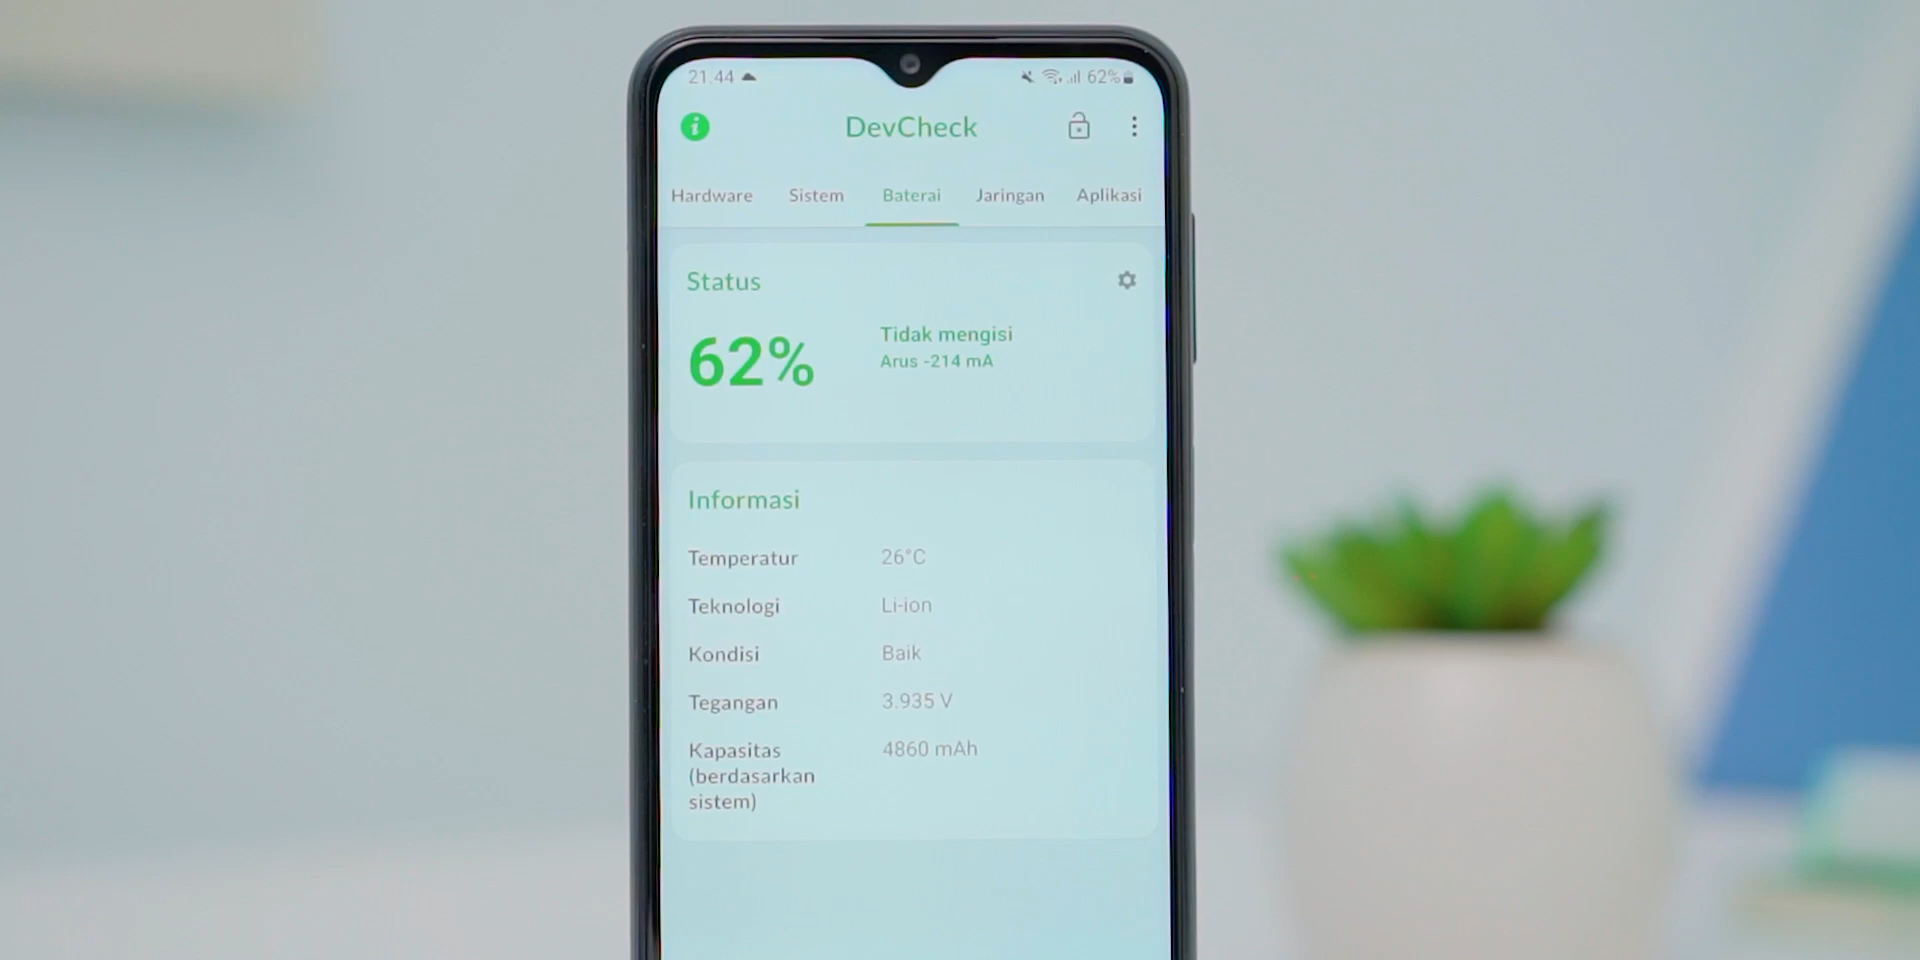 21.44 62%
DevCheck
Hardware Sistem Baterai Jaringan Aplikasi
Status
62%
Tidak mengisi
Arus -214 mA
Informasi
Temperatur 26°C
Teknologi Li-ion
Kondisi Baik
Tegangan 3.935 V
Kapasitas 4860 mAh
(berdasarkan
sistem)